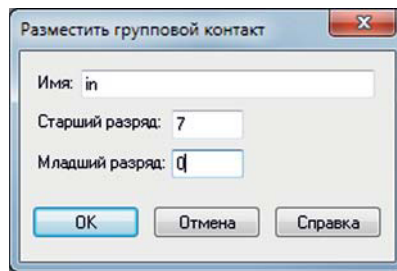 Разместить групповой контакт
Имя: in
Старший разряд: 7
Младший разряд: 0
OK Отмена Справка